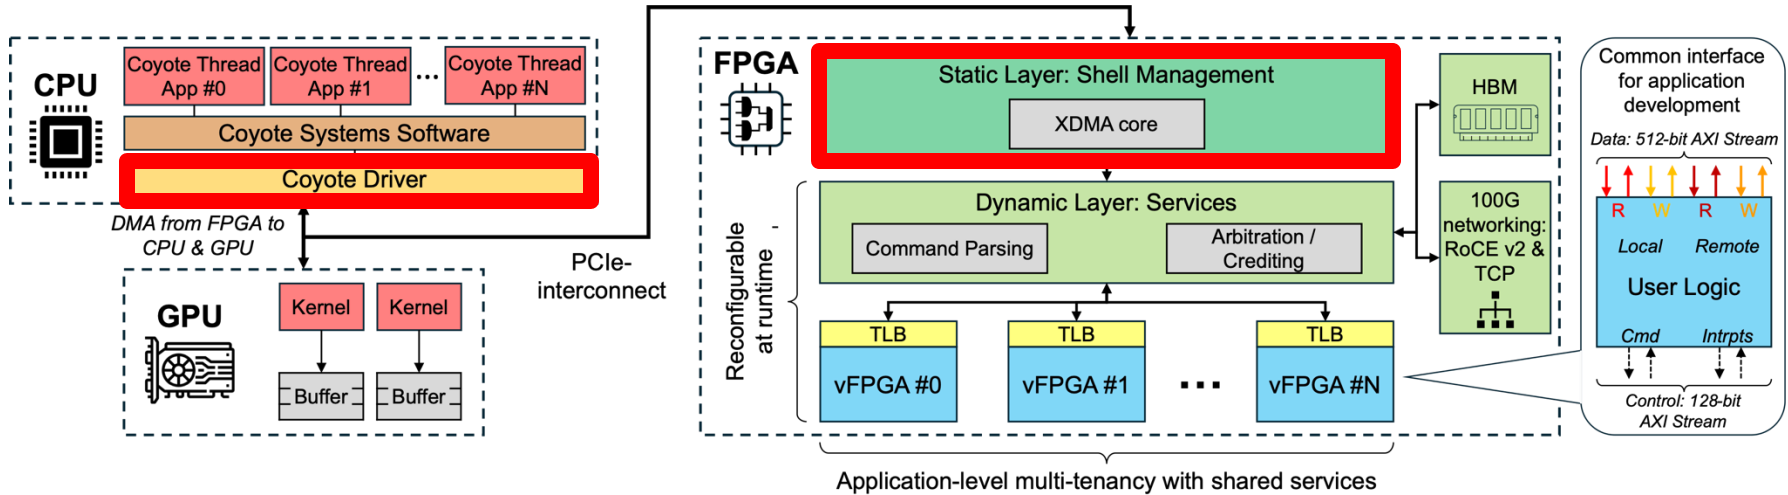 CPU
Coyote Thread
App #0
Coyote Thread
App #1
...
Coyote Thread
App #N
Coyote Systems Software
Coyote Driver
DMA from FPGA to
CPU & GPU
PCIe-
interconnect
GPU
Kernel
Kernel
Buffer
Buffer
FPGA
Static Layer: Shell Management
XDMA core
Dynamic Layer: Services
Command Parsing
Arbitration /
Crediting
Reconfigurable
at runtime
TLB
TLB
TLB
vFPGA #0
vFPGA #1
...
vFPGA #N
Application-level multi-tenancy with shared services
HBM
100G
networking:
RoCE v2 &
TCP
Common interface
for application
development
Data: 512-bit AXI Stream
R W R W
Local Remote
User Logic
Cmd Intrpts
Control: 128-bit
AXI Stream